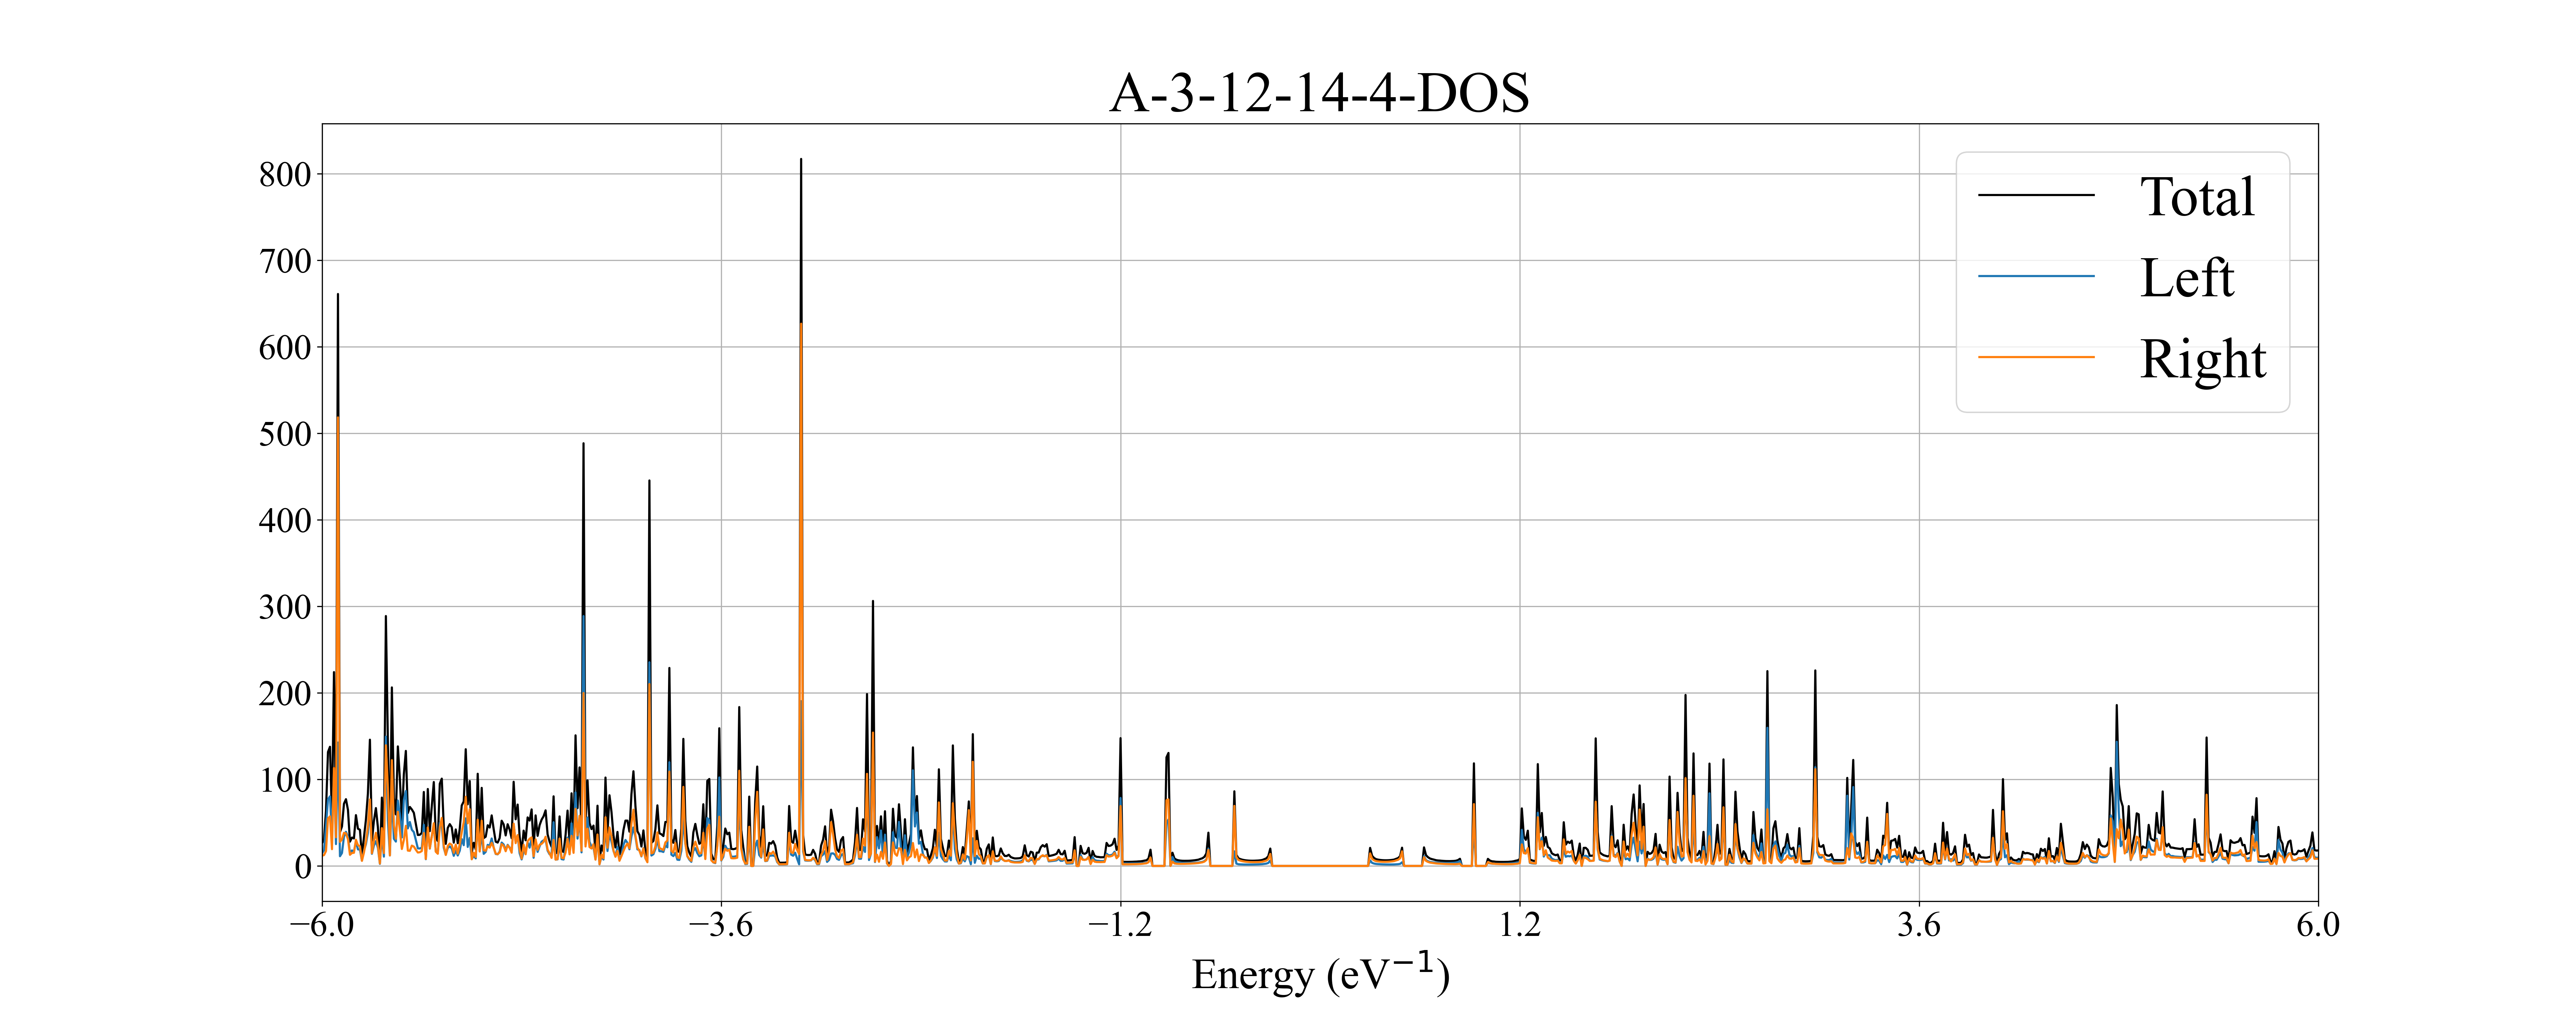 A-3-12-14-4-DOS
800
700
600
500
400
300
200
100
0
Total
Left
Right
−6.0 −3.6 −1.2 1.2 3.6 6.0
Energy (eV⁻¹)